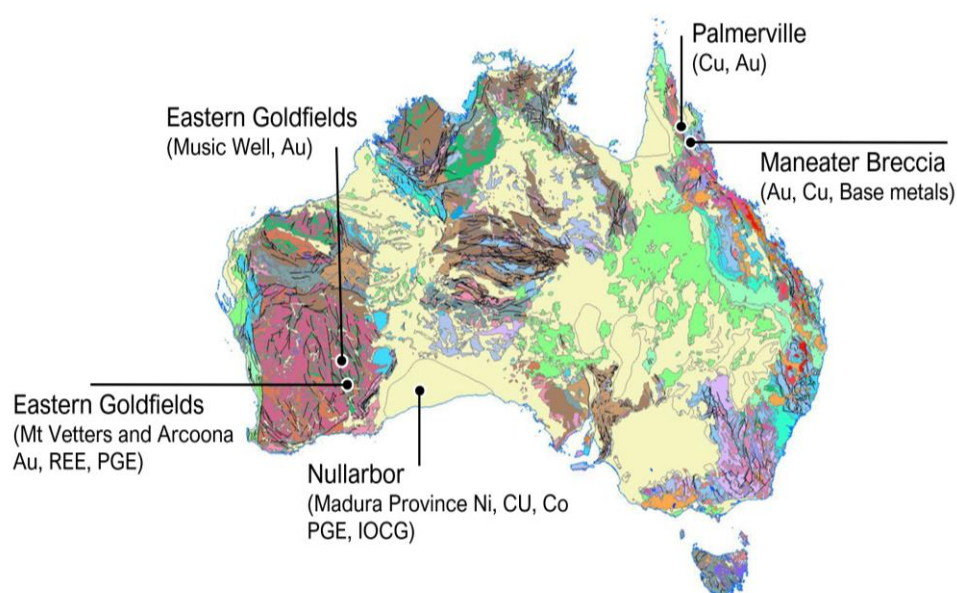 Palmerville
(Cu, Au)
Eastern Goldfields
(Music Well, Au)
Maneater Breccia
(Au, Cu, Base metals)
Eastern Goldfields
(Mt Vetters and Arcoona
Au, REE, PGE)
Nullarbor
(Madura Province Ni, CU, Co
PGE, IOCG)